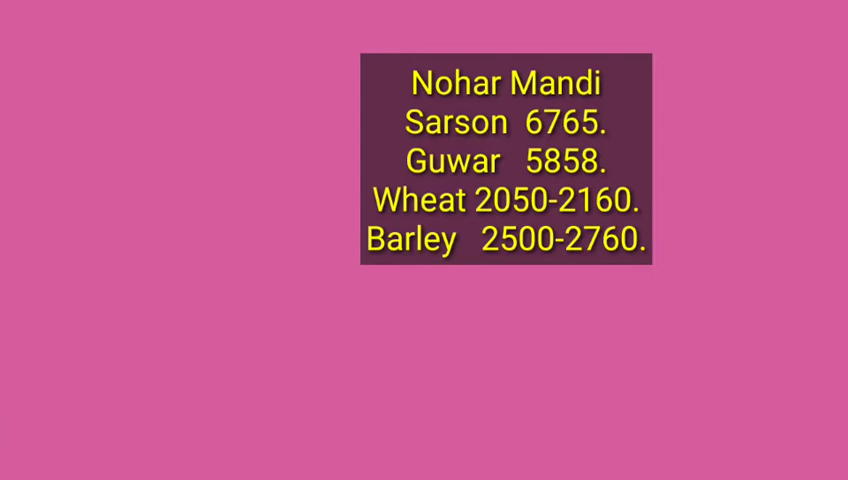 Nohar Mandi
Sarson 6765.
Guwar 5858.
Wheat 2050-2160.
Barley 2500-2760.